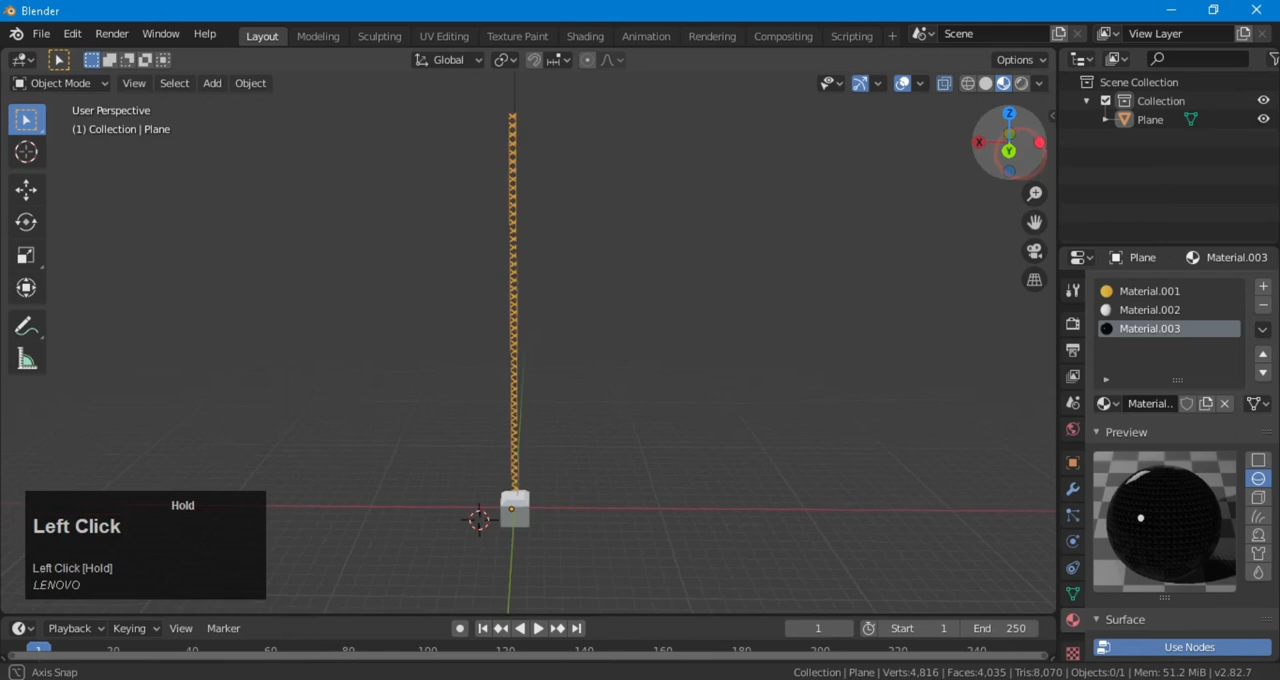 Blender
File Edit Render Window Help
Layout Modeling Sculpting UV Editing Texture Paint Shading Animation Rendering Compositing Scripting +
Scene
View Layer
Global
Options
Object Mode View Select Add Object
User Perspective
(1) Collection | Plane
Z
X
Y
Scene Collection
Collection
Plane
Plane
Material.003
Material.001
Material.002
Material.003
Materia..
Preview
Surface
Use Nodes
Hold
Left Click
Left Click [Hold]
LENOVO
Playback Keying View Marker
1
Start 1
End 250
1 20 40 60 80 100 120 140 160 180 200 220 240
Axis Snap
Collection | Plane | Verts:4,816 | Faces:4,035 | Tris:8,070 | Objects:0/1 | Mem: 51.2 MiB | v2.82.7